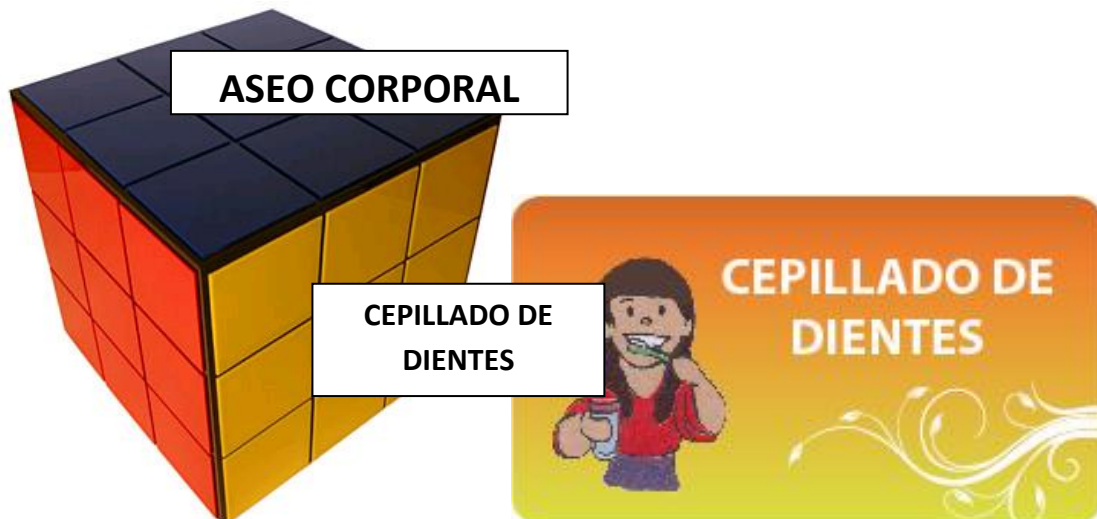 ASEO CORPORAL
CEPILLADO DE
DIENTES
CEPILLADO DE
DIENTES